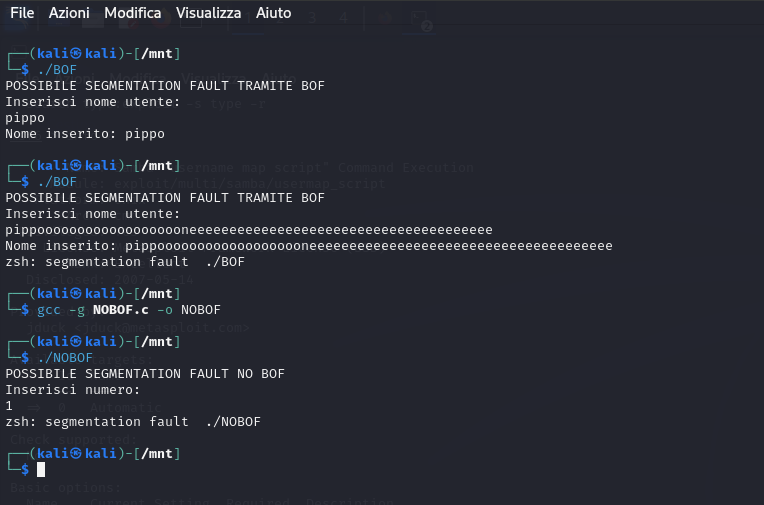 File Azioni Modifica Visualizza Aiuto
┌──(kali㉿kali)-[/mnt]
└─$ ./BOF
POSSIBILE SEGMENTATION FAULT TRAMITE BOF
Inserisci nome utente:
pippo
Nome inserito: pippo
┌──(kali㉿kali)-[/mnt]
└─$ ./BOF
POSSIBILE SEGMENTATION FAULT TRAMITE BOF
Inserisci nome utente:
pippooooooooooooooooooneeeeeeeeeeeeeeeeeeeeeeeeeeeeeeeeeeeeee
Nome inserito: pippooooooooooooooooooneeeeeeeeeeeeeeeeeeeeeeeeeeeeeeeeeeeeee
zsh: segmentation fault  ./BOF
┌──(kali㉿kali)-[/mnt]
└─$ gcc -g NOBOF.c -o NOBOF
┌──(kali㉿kali)-[/mnt]
└─$ ./NOBOF
POSSIBILE SEGMENTATION FAULT NO BOF
Inserisci numero:
1
zsh: segmentation fault  ./NOBOF
┌──(kali㉿kali)-[/mnt]
└─$